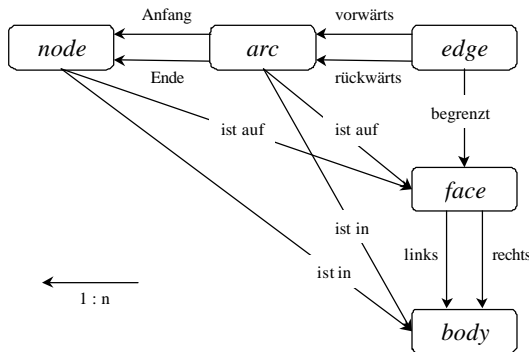 Anfang
vorwärts
node
arc
edge
Ende
rückwärts
begrenzt
ist auf
ist auf
face
ist in
links
rechts
ist in
1 : n
body